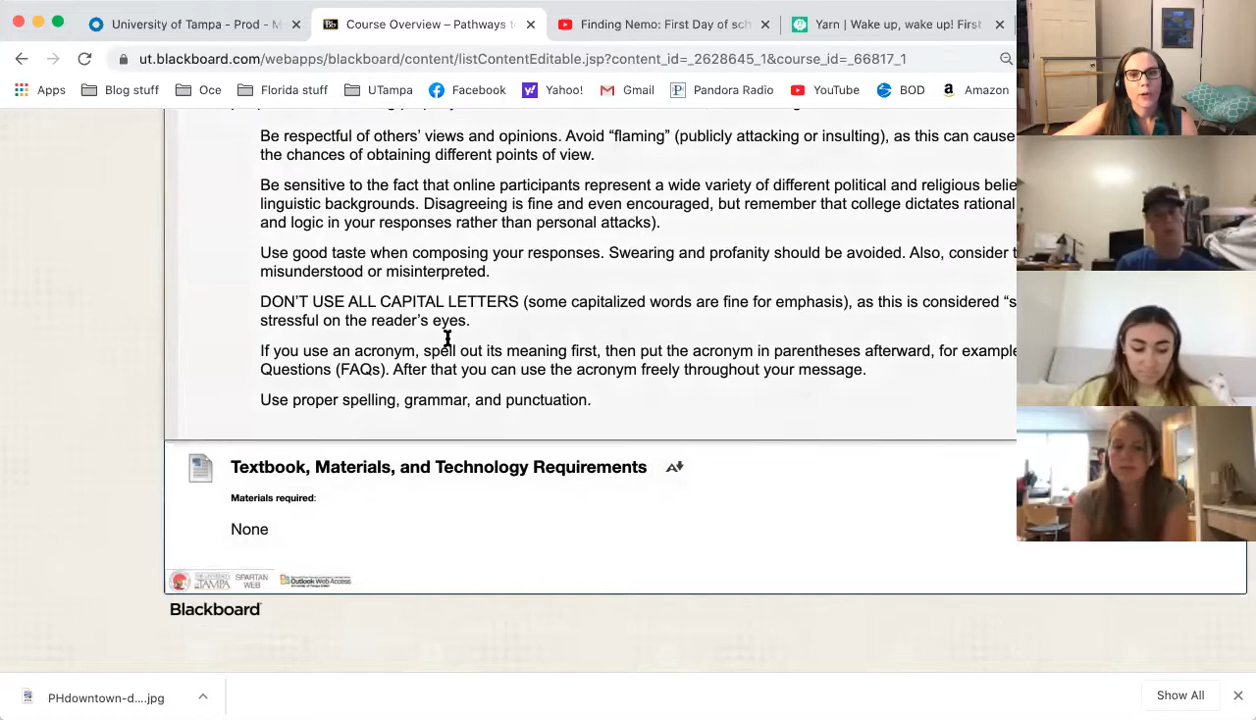 University of Tampa - Prod - M
Course Overview – Pathways to
Finding Nemo: First Day of sch
Yarn | Wake up, wake up! First
ut.blackboard.com/webapps/blackboard/content/listContentEditable.jsp?content_id=_2628645_1&course_id=_66817_1
Apps Blog stuff Oce Florida stuff UTampa Facebook Yahoo! Gmail Pandora Radio YouTube BOD Amazon
Be respectful of others’ views and opinions. Avoid “flaming” (publicly attacking or insulting), as this can cause
the chances of obtaining different points of view.
Be sensitive to the fact that online participants represent a wide variety of different political and religious belie
linguistic backgrounds. Disagreeing is fine and even encouraged, but remember that college dictates rational
and logic in your responses rather than personal attacks).
Use good taste when composing your responses. Swearing and profanity should be avoided. Also, consider t
misunderstood or misinterpreted.
DON’T USE ALL CAPITAL LETTERS (some capitalized words are fine for emphasis), as this is considered “s
stressful on the reader’s eyes.
If you use an acronym, spell out its meaning first, then put the acronym in parentheses afterward, for example
Questions (FAQs). After that you can use the acronym freely throughout your message.
Use proper spelling, grammar, and punctuation.
Textbook, Materials, and Technology Requirements
Materials required:
None
TAMPA SPARTAN WEB Outlook Web Access
Blackboard
PHdowntown-d....jpg
Show All